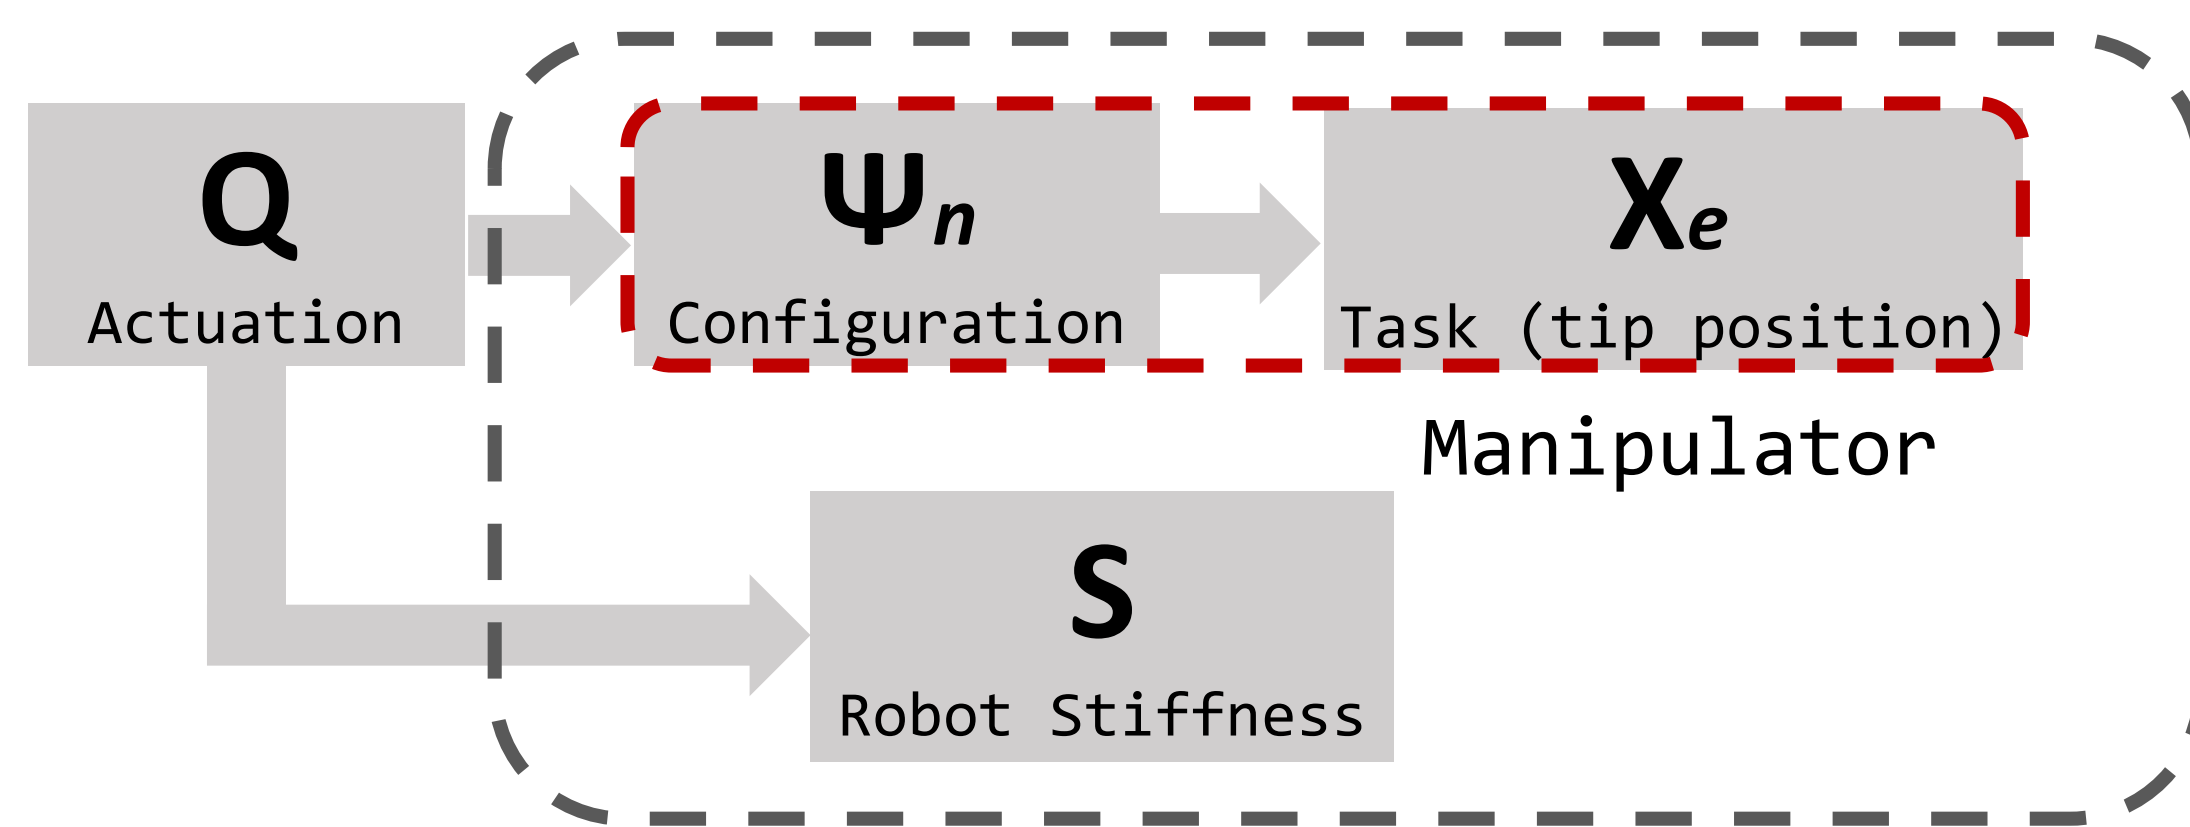 Q
Actuation
Ψn
Configuration
Xe
Task (tip position)
Manipulator
S
Robot Stiffness